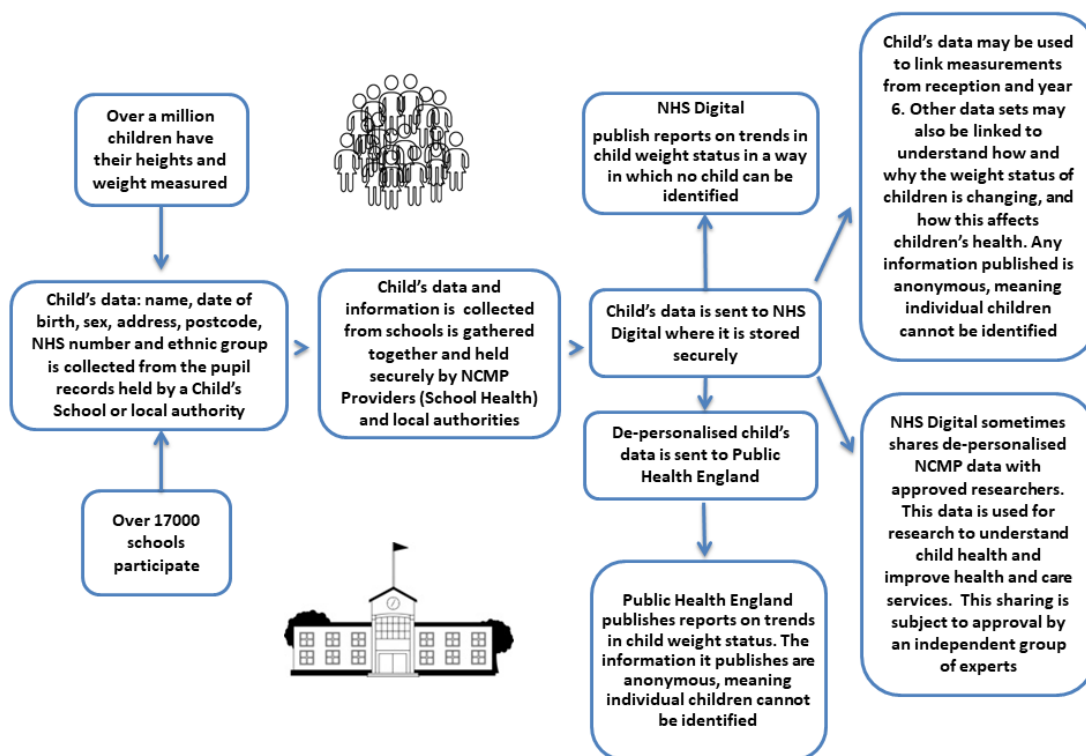 Over a million
children have
their heights and
weight measured
Child's data: name, date of
birth, sex, address, postcode,
NHS number and ethnic group
is collected from the pupil
records held by a Child's
School or local authority
Over 17000
schools
participate
Child's data and
information is  collected
from schools is gathered
together and held
securely by NCMP
Providers (School Health)
and local authorities
NHS Digital
publish reports on trends in
child weight status in a way
in which no child can be
identified
Child's data is sent to NHS
Digital where it is stored
securely
De-personalised child's
data is sent to Public
Health England
Public Health England
publishes reports on trends
in child weight status. The
information it publishes are
anonymous, meaning
individual children cannot
be identified
Child's data may be used
to link measurements
from reception and year
6. Other data sets may
also be linked to
understand how and
why the weight status of
children is changing, and
how this affects
children's health. Any
information published is
anonymous, meaning
individual children
cannot be identified
NHS Digital sometimes
shares de-personalised
NCMP data with
approved researchers.
This data is used for
research to understand
child health and
improve health and care
services.  This sharing is
subject to approval by
an independent group
of experts